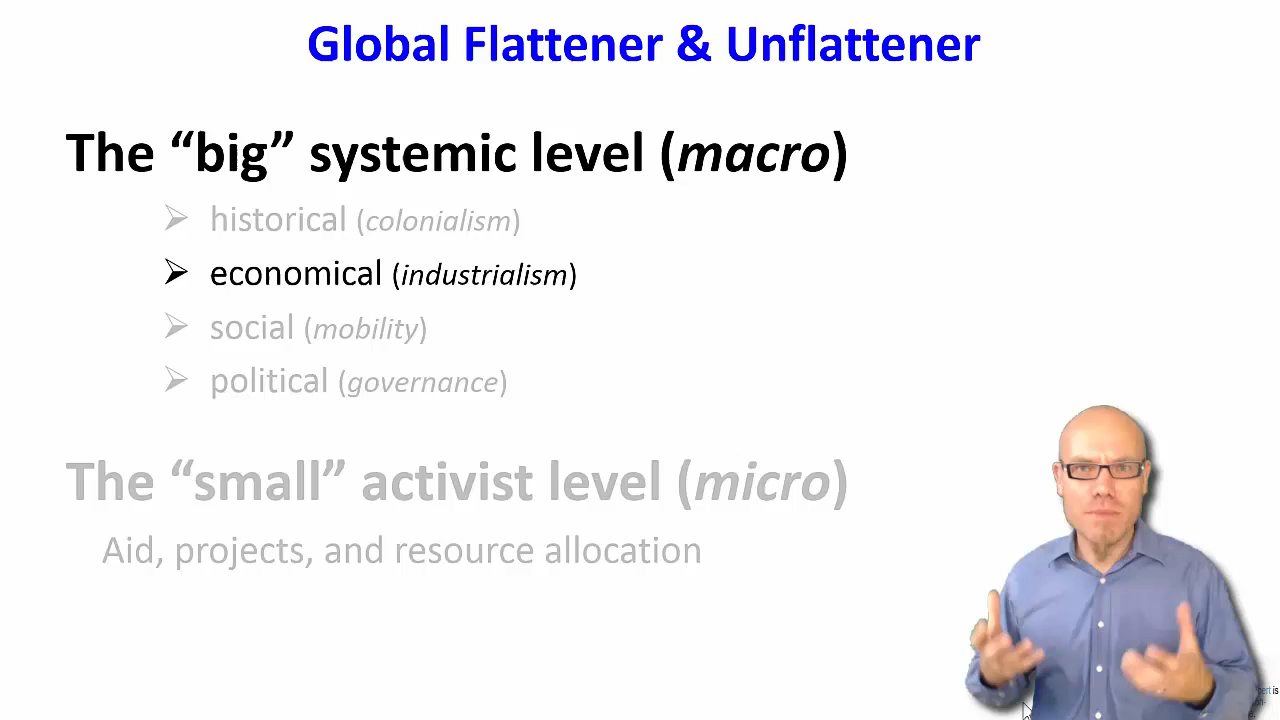 Global Flattener & Unflattener
The “big” systemic level (macro)
➢ historical (colonialism)
➢ economical (industrialism)
➢ social (mobility)
➢ political (governance)
The “small” activist level (micro)
Aid, projects, and resource allocation
is